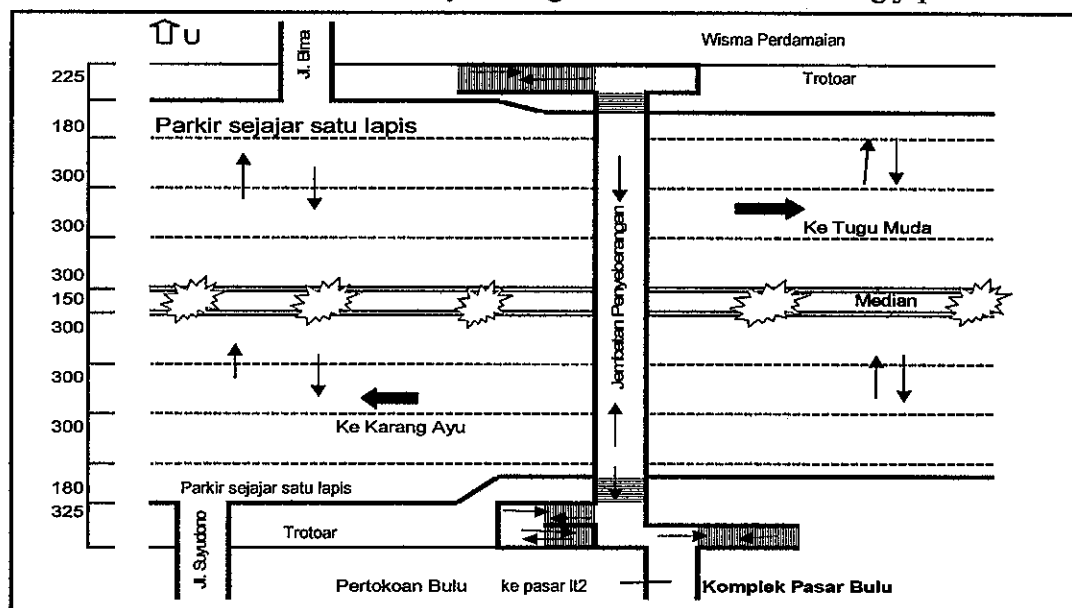 U
Jl. Bima
Wisma Perdamaian
Trotoar
225
180
300
300
300
150
300
300
300
180
325
Parkir sejajar satu lapis
Jembatan Penyeberangan
Ke Tugu Muda
Median
Ke Karang Ayu
Parkir sejajar satu lapis
Jl. Suyudono
Trotoar
Pertokoan Bulu
ke pasar lt2
Komplek Pasar Bulu